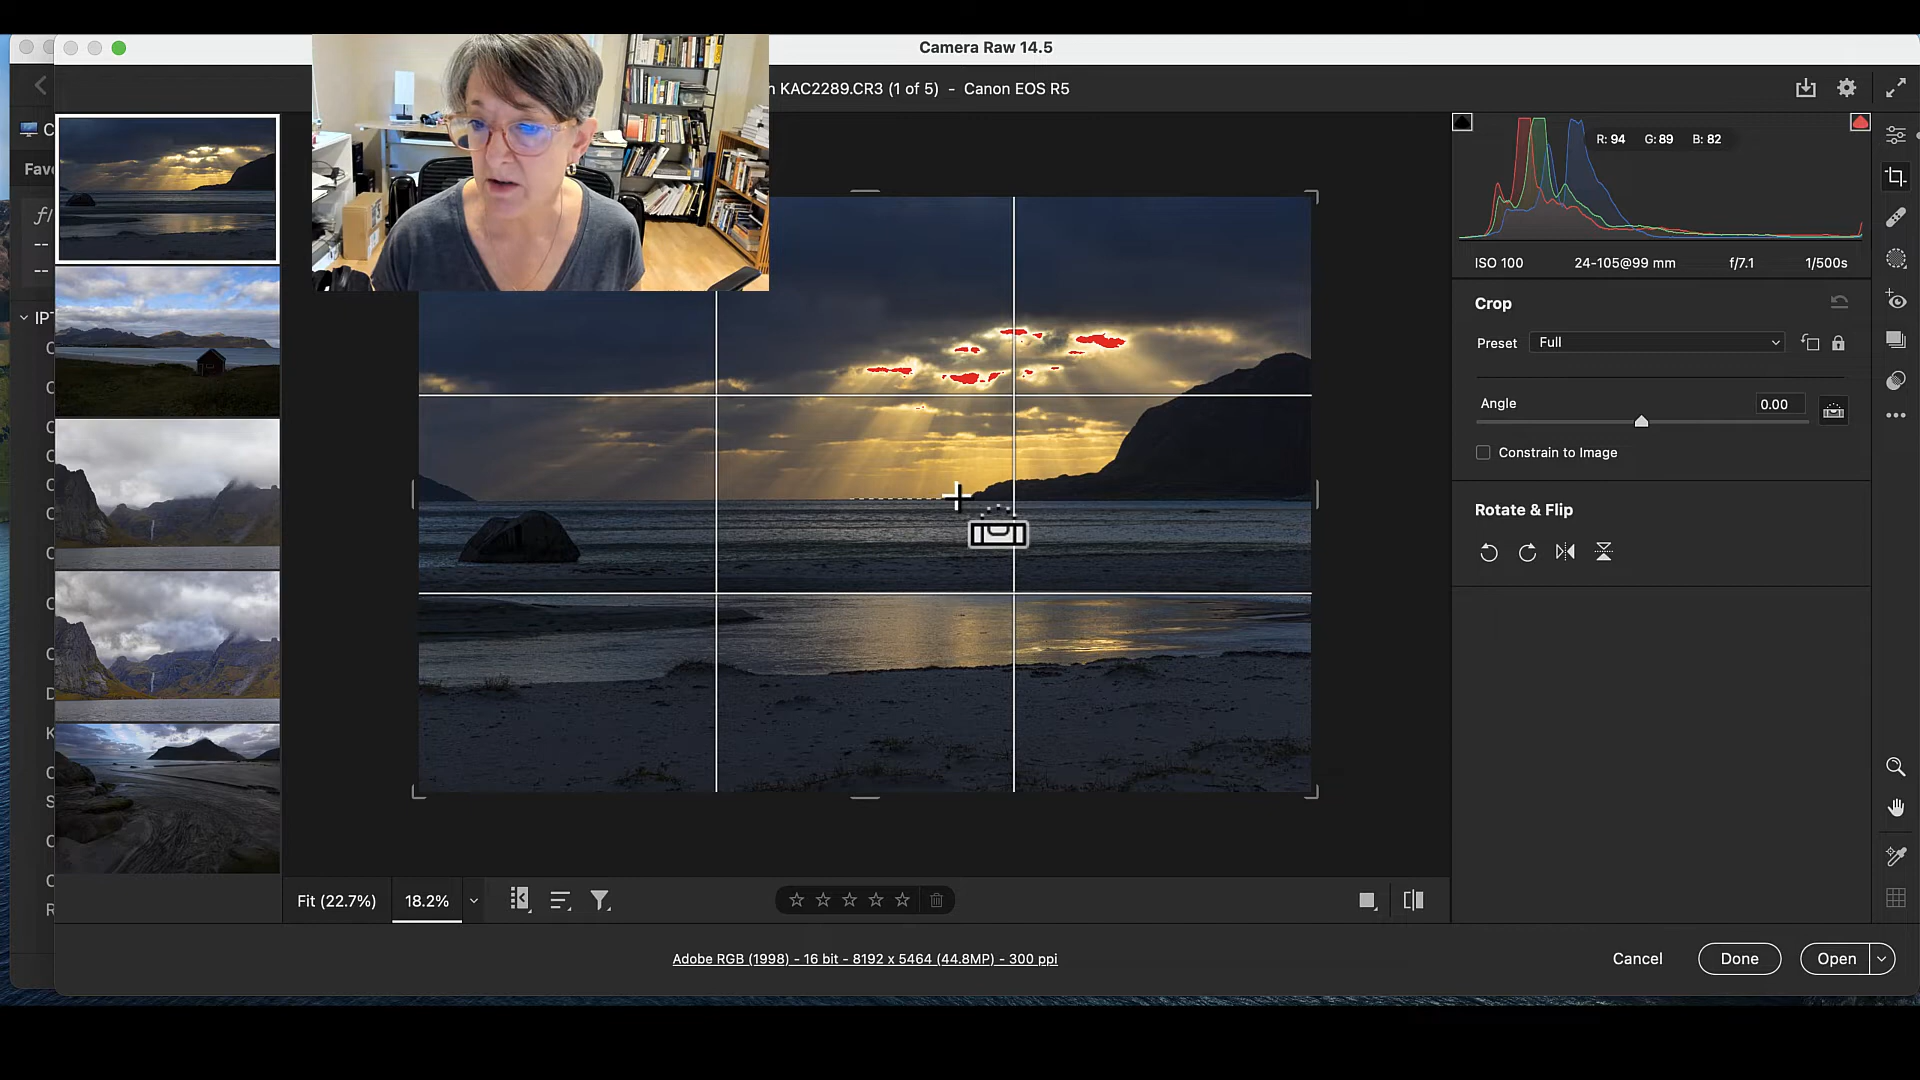 Camera Raw 14.5
KAC2289.CR3 (1 of 5) - Canon EOS R5
R: 94 G: 89 B: 82
ISO 100 24-105@99 mm f/7.1 1/500s
Crop
Preset Full
Angle 0.00
Constrain to Image
Rotate & Flip
Fit (22.7%) 18.2%
Adobe RGB (1998) - 16 bit - 8192 x 5464 (44.8MP) - 300 ppi
Cancel Done Open